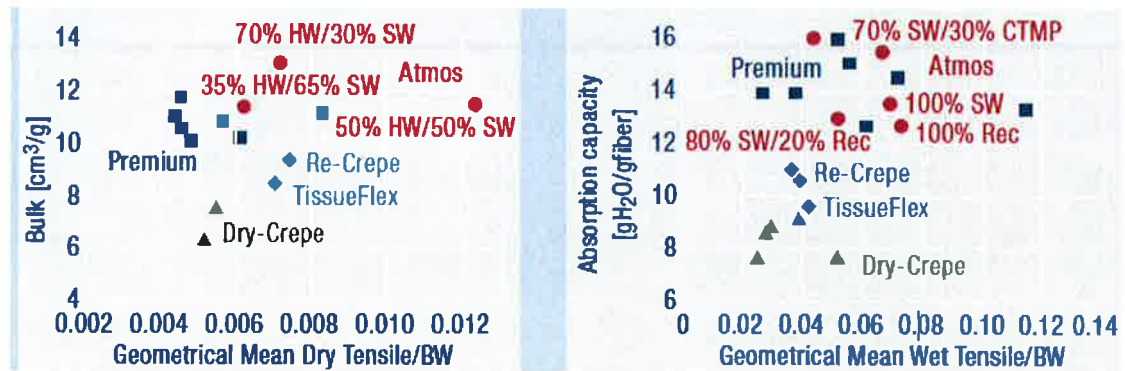 14
12
10
8
6
4
Bulk [cm³/g]
70% HW/30% SW
35% HW/65% SW
Atmos
50% HW/50% SW
Premium
Re-Crepe
TissueFlex
Dry-Crepe
0.002 0.004 0.006 0.008 0.010 0.012
Geometrical Mean Dry Tensile/BW
16
14
12
10
8
6
Absorption capacity
[gH₂O/gfiber]
70% SW/30% CTMP
Premium
Atmos
100% SW
80% SW/20% Rec
100% Rec
Re-Crepe
TissueFlex
Dry-Crepe
0 0.02 0.04 0.06 0.08 0.10 0.12 0.14
Geometrical Mean Wet Tensile/BW